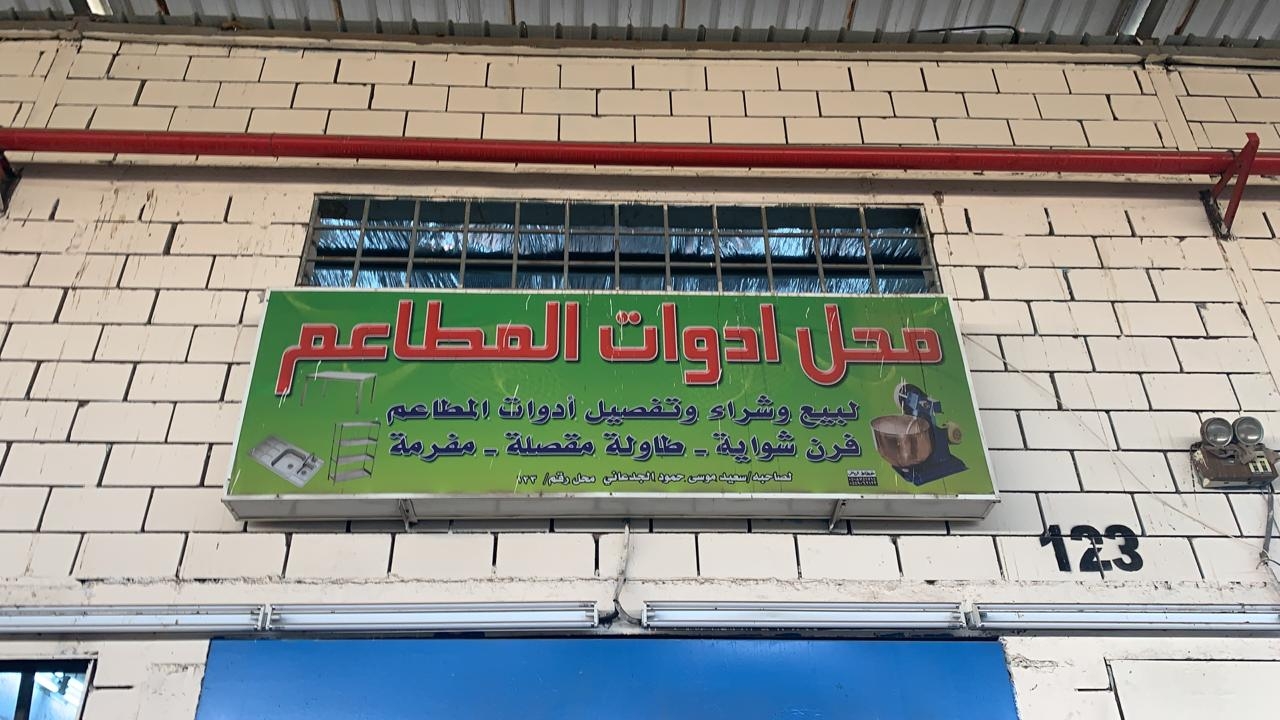 محل ادوات المطاعم
لبيع وشراء وتفصيل أدوات المطاعم
فرن شواية - طاولة مقصلة - مفرمة
لصاحبه/سعيد موسى حمود الجدعاني محل رقم/ ١٢٣
123